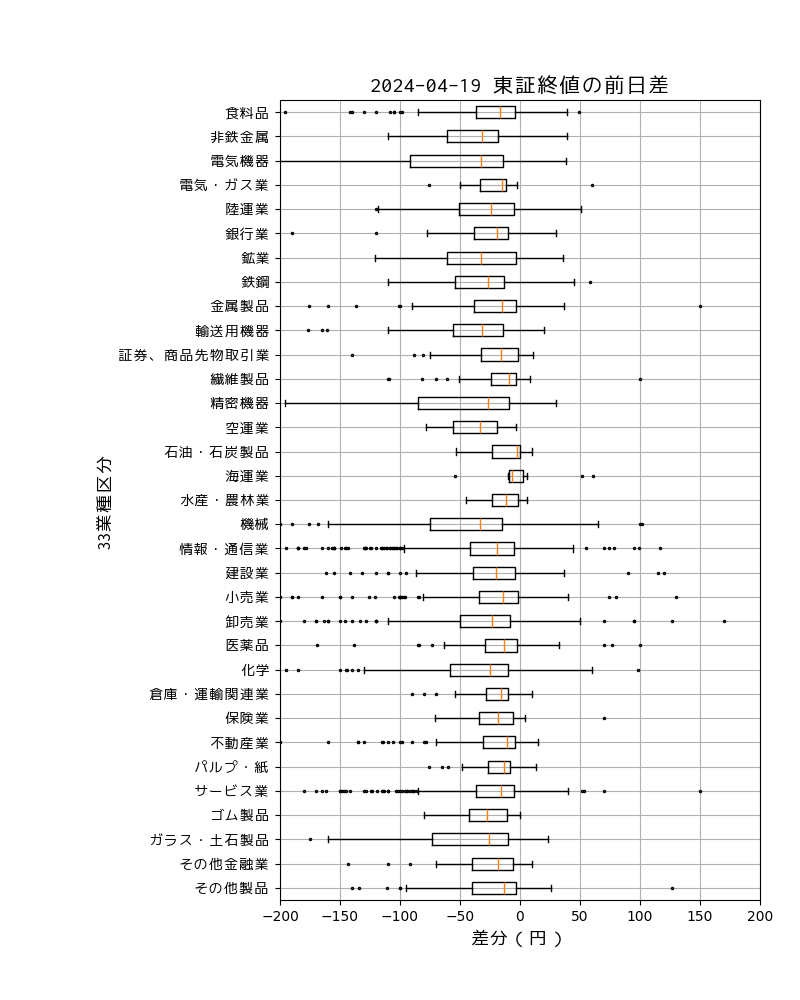 2024-04-19 東証終値の前日差
食料品
非鉄金属
電気機器
電気・ガス業
陸運業
銀行業
鉱業
鉄鋼
金属製品
輸送用機器
証券、商品先物取引業
繊維製品
精密機器
空運業
石油・石炭製品
海運業
水産・農林業
機械
情報・通信業
建設業
小売業
卸売業
医薬品
化学
倉庫・運輸関連業
保険業
不動産業
パルプ・紙
サービス業
ゴム製品
ガラス・土石製品
その他金融業
その他製品
33業種区分
−200 −150 −100 −50 0 50 100 150 200
差分（円）